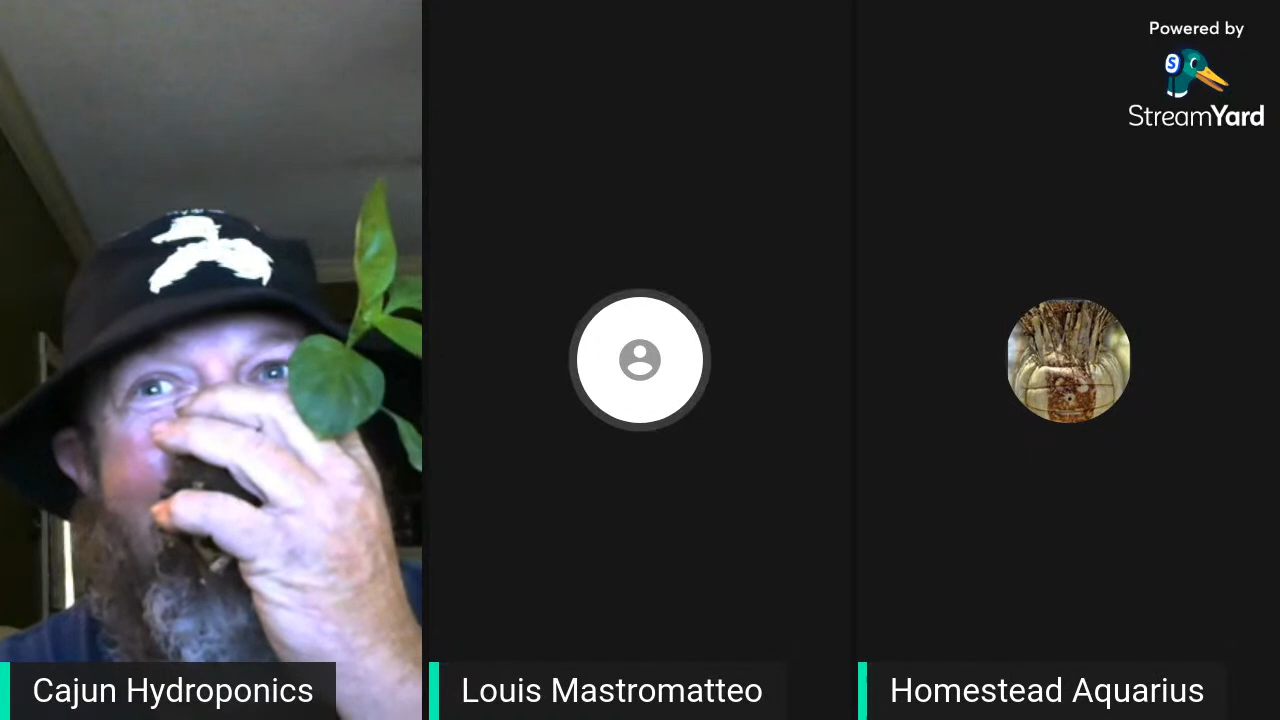 Powered by
StreamYard
Cajun Hydroponics
Louis Mastromatteo
Homestead Aquarius